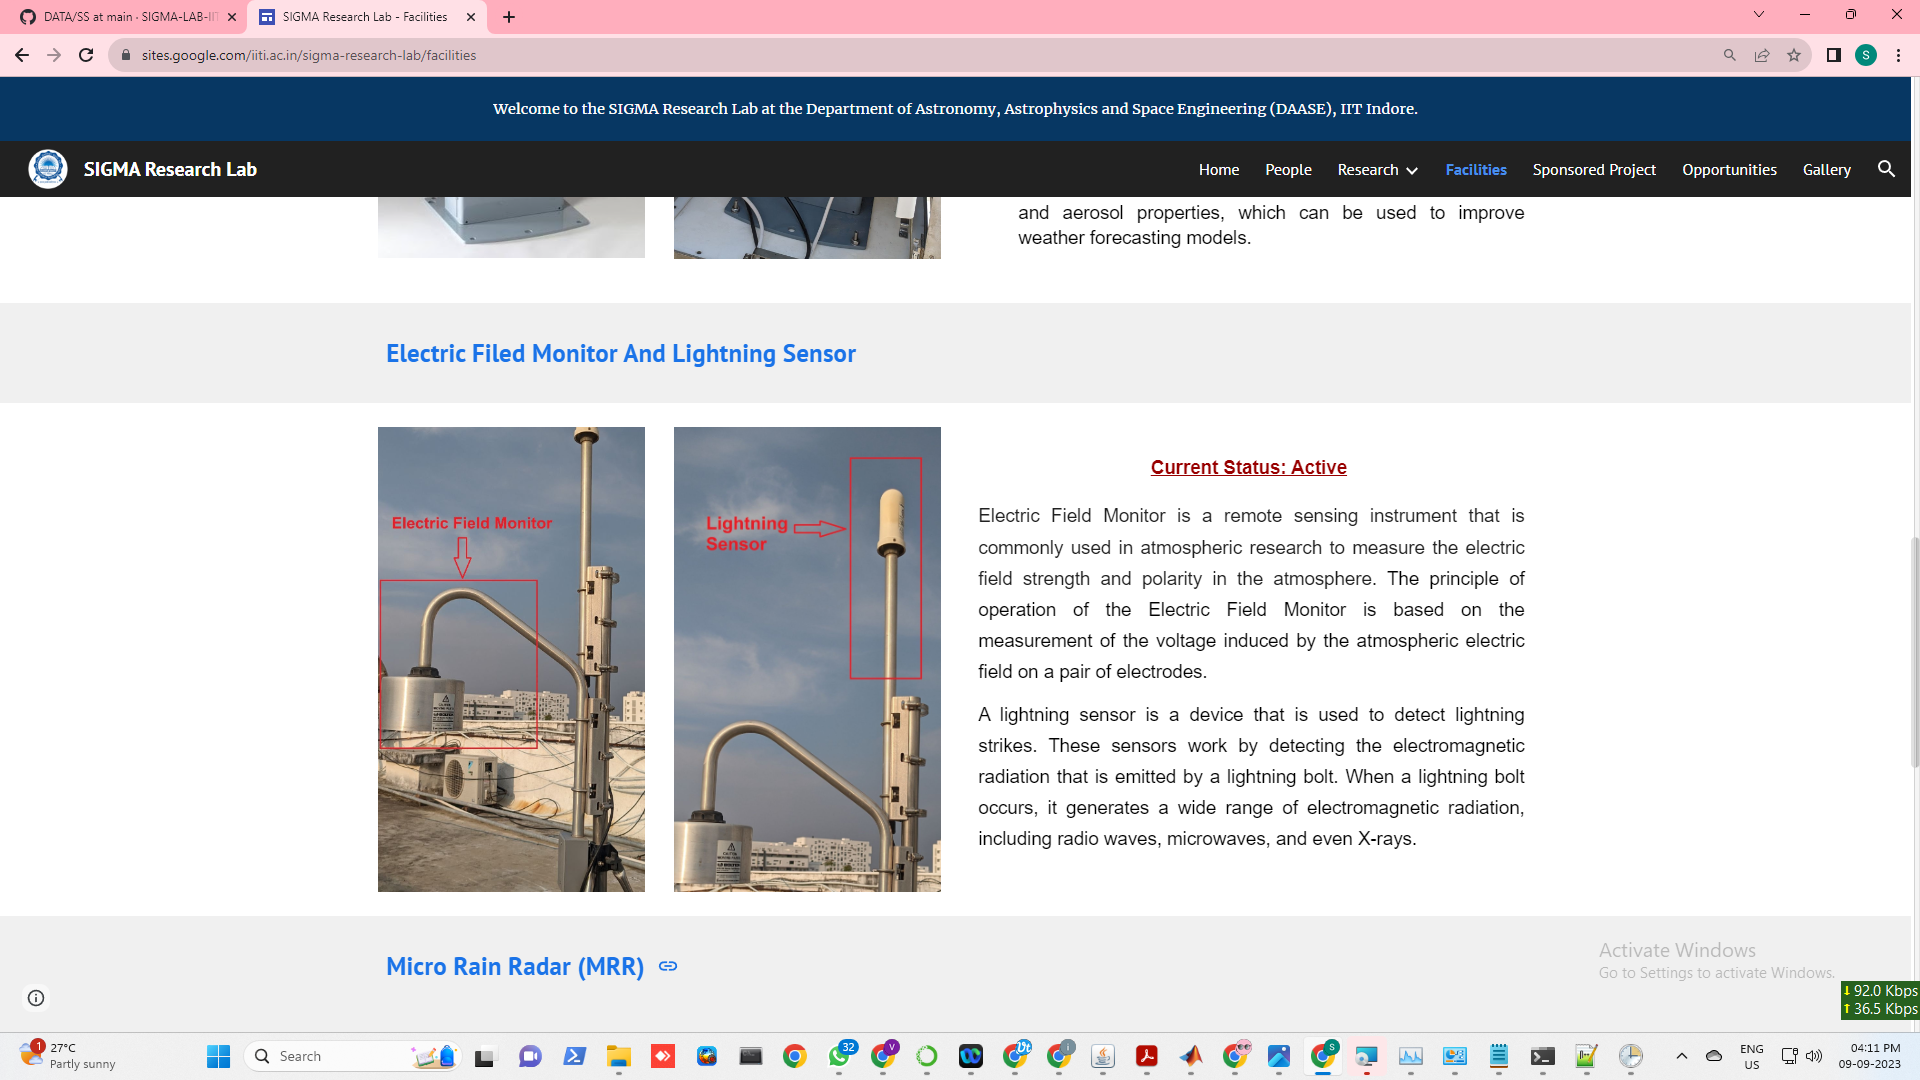 DATA/SS at main · SIGMA-LAB-IIT
SIGMA Research Lab - Facilities
sites.google.com/iiti.ac.in/sigma-research-lab/facilities
S
Welcome to the SIGMA Research Lab at the Department of Astronomy, Astrophysics and Space Engineering (DAASE), IIT Indore.
SIGMA Research Lab
Home People Research Facilities Sponsored Project Opportunities Gallery
and aerosol properties, which can be used to improve
weather forecasting models.
Electric Filed Monitor And Lightning Sensor
Electric Field Monitor
Lightning
Sensor
Current Status: Active
Electric Field Monitor is a remote sensing instrument that is
commonly used in atmospheric research to measure the electric
field strength and polarity in the atmosphere. The principle of
operation of the Electric Field Monitor is based on the
measurement of the voltage induced by the atmospheric electric
field on a pair of electrodes.
A lightning sensor is a device that is used to detect lightning
strikes. These sensors work by detecting the electromagnetic
radiation that is emitted by a lightning bolt. When a lightning bolt
occurs, it generates a wide range of electromagnetic radiation,
including radio waves, microwaves, and even X-rays.
Micro Rain Radar (MRR)
Activate Windows
Go to Settings to activate Windows.
92.0 Kbps
36.5 Kbps
1
27°C
Partly sunny
Search
32
V
S
ENG
US
04:11 PM
09-09-2023